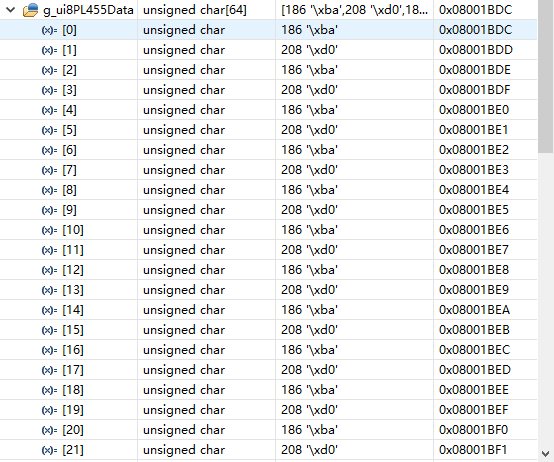 g_ui8PL455Data unsigned char[64] [186 '\xba',208 '\xd0',18... 0x08001BDC
(x)= [0] unsigned char 186 '\xba' 0x08001BDC
(x)= [1] unsigned char 208 '\xd0' 0x08001BDD
(x)= [2] unsigned char 186 '\xba' 0x08001BDE
(x)= [3] unsigned char 208 '\xd0' 0x08001BDF
(x)= [4] unsigned char 186 '\xba' 0x08001BE0
(x)= [5] unsigned char 208 '\xd0' 0x08001BE1
(x)= [6] unsigned char 186 '\xba' 0x08001BE2
(x)= [7] unsigned char 208 '\xd0' 0x08001BE3
(x)= [8] unsigned char 186 '\xba' 0x08001BE4
(x)= [9] unsigned char 208 '\xd0' 0x08001BE5
(x)= [10] unsigned char 186 '\xba' 0x08001BE6
(x)= [11] unsigned char 208 '\xd0' 0x08001BE7
(x)= [12] unsigned char 186 '\xba' 0x08001BE8
(x)= [13] unsigned char 208 '\xd0' 0x08001BE9
(x)= [14] unsigned char 186 '\xba' 0x08001BEA
(x)= [15] unsigned char 208 '\xd0' 0x08001BEB
(x)= [16] unsigned char 186 '\xba' 0x08001BEC
(x)= [17] unsigned char 208 '\xd0' 0x08001BED
(x)= [18] unsigned char 186 '\xba' 0x08001BEE
(x)= [19] unsigned char 208 '\xd0' 0x08001BEF
(x)= [20] unsigned char 186 '\xba' 0x08001BF0
(x)= [21] unsigned char 208 '\xd0' 0x08001BF1